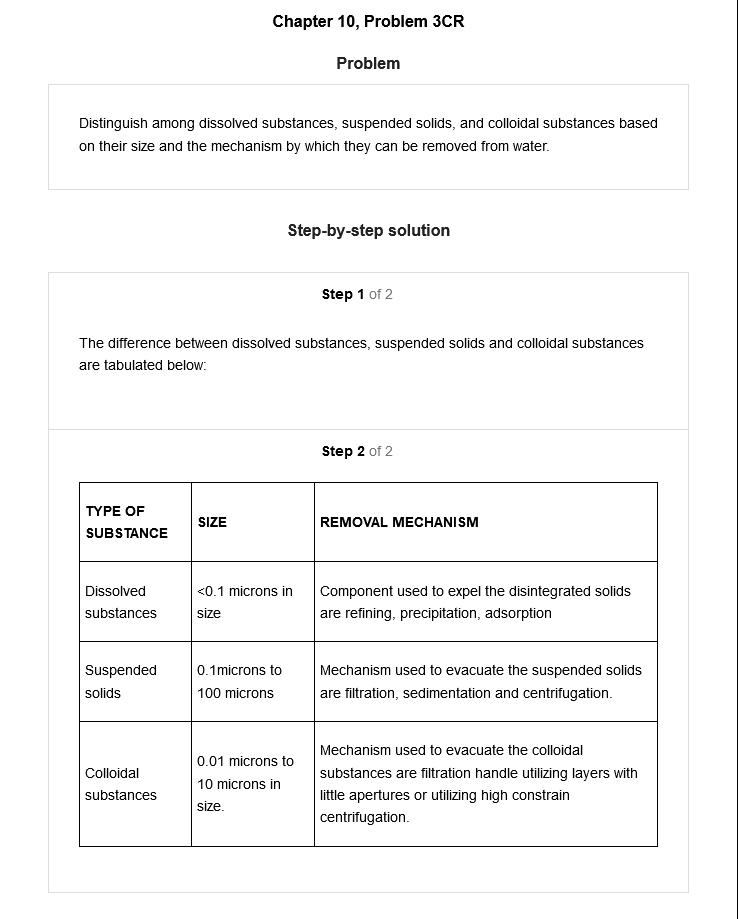 Chapter 10, Problem 3CR
Problem
Distinguish among dissolved substances, suspended solids, and colloidal substances based
on their size and the mechanism by which they can be removed from water.
Step-by-step solution
Step 1 of 2
The difference between dissolved substances, suspended solids and colloidal substances
are tabulated below:
Step 2 of 2
TYPE OF
SUBSTANCE
SIZE
REMOVAL MECHANISM
Dissolved
substances
<0.1 microns in
size
Component used to expel the disintegrated solids
are refining, precipitation, adsorption
Suspended
solids
0.1microns to
100 microns
Mechanism used to evacuate the suspended solids
are filtration, sedimentation and centrifugation.
Colloidal
substances
0.01 microns to
10 microns in
size.
Mechanism used to evacuate the colloidal
substances are filtration handle utilizing layers with
little apertures or utilizing high constrain
centrifugation.